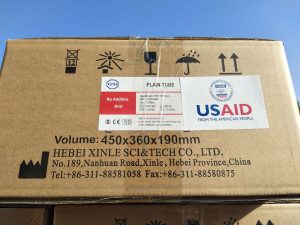 PLAIN TUBE
No Additive
4ml
USAID
FROM THE AMERICAN PEOPLE
Volume: 450x360x190mm
HEBEI XINLE SCI&TECH CO., LTD.
No.189,Nanhuan Road,Xinle, Hebei Province,China
Tel:+86-311-88581058 Fax:+86-311-88580875